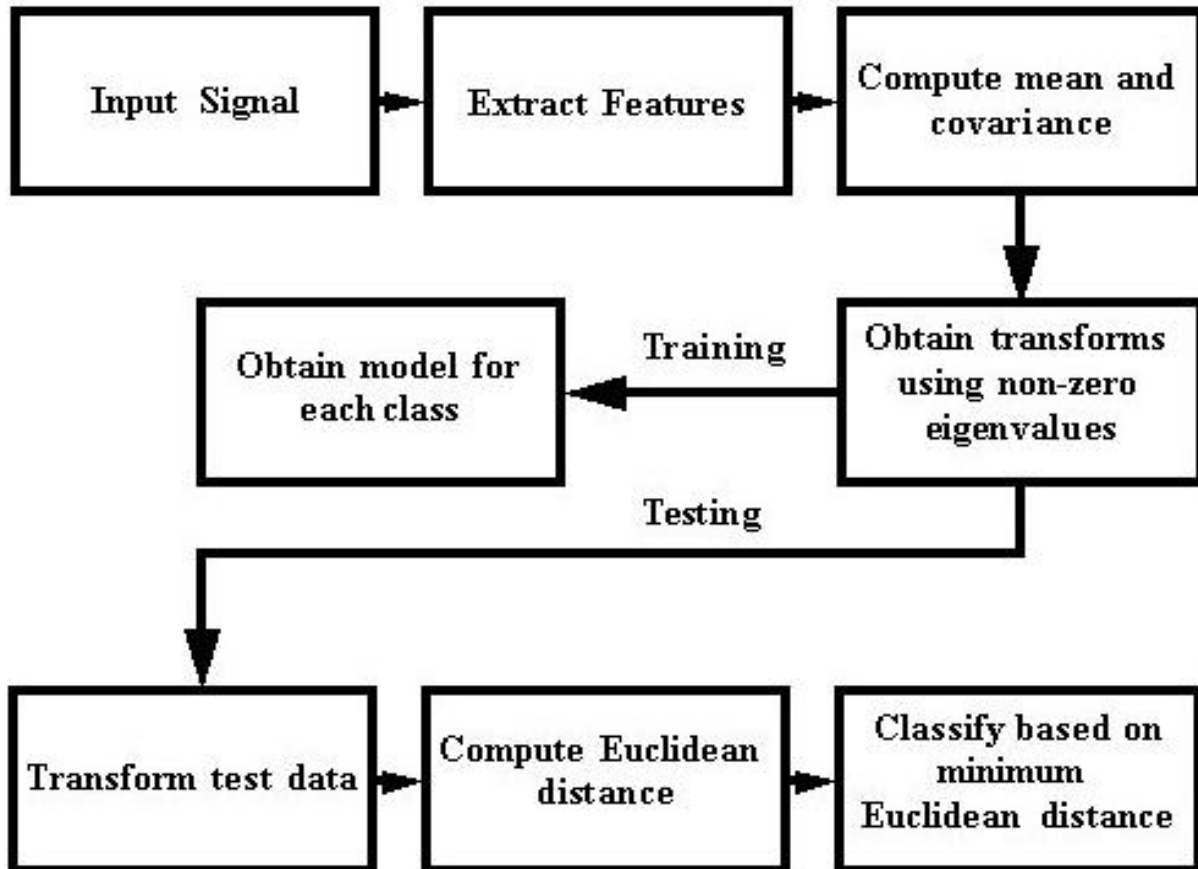 Input Signal
Extract Features
Compute mean and
covariance
Obtain transforms
using non-zero
eigenvalues
Training
Obtain model for
each class
Testing
Transform test data
Compute Euclidean
distance
Classify based on
minimum
Euclidean distance